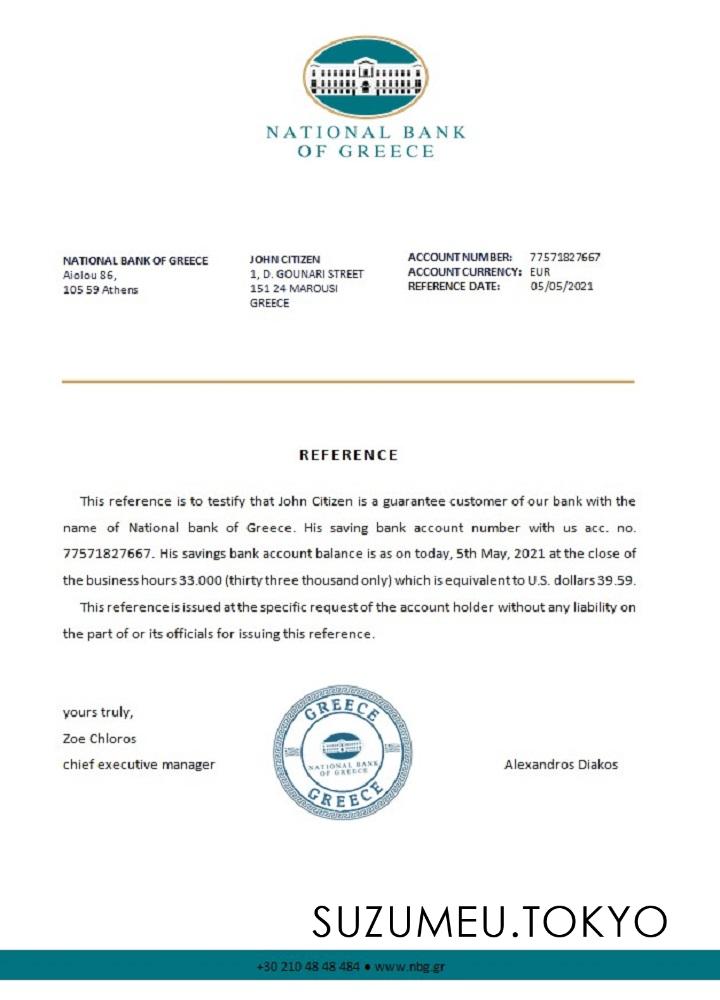 NATIONAL BANK
OF GREECE
NATIONAL BANK OF GREECE
Aiolou 86,
105 59 Athens
JOHN CITIZEN
1, D. GOUNARI STREET
151 24 MAROUSI
GREECE
ACCOUNT NUMBER: 77571827667
ACCOUNT CURRENCY: EUR
REFERENCE DATE: 05/05/2021
REFERENCE
This reference is to testify that John Citizen is a guarantee customer of our bank with the
name of National bank of Greece. His saving bank account number with us acc. no.
77571827667. His savings bank account balance is as on today, 5th May, 2021 at the close of
the business hours 33.000 (thirty three thousand only) which is equivalent to U.S. dollars 39.59.
This reference is issued at the specific request of the account holder without any liability on
the part of or its officials for issuing this reference.
yours truly,
Zoe Chloros
chief executive manager
GREECE
NATIONAL BANK
OF GREECE
GREECE
Alexandros Diakos
SUZUMEU.TOKYO
+30 210 48 48 484 ● www.nbg.gr